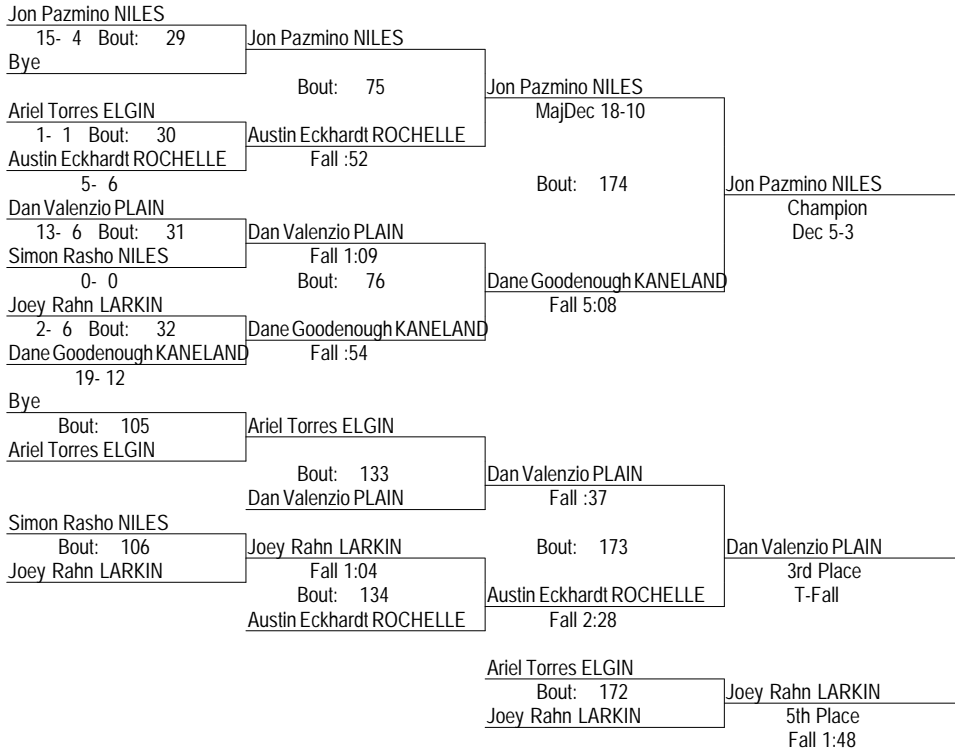 Jon Pazmino NILES
15- 4 Bout: 29
Jon Pazmino NILES
Bye
Bout: 75
Jon Pazmino NILES
MajDec 18-10
Ariel Torres ELGIN
1- 1 Bout: 30
Austin Eckhardt ROCHELLE
Austin Eckhardt ROCHELLE
Fall :52
5- 6
Bout: 174
Jon Pazmino NILES
Champion
Dec 5-3
Dan Valenzio PLAIN
13- 6 Bout: 31
Dan Valenzio PLAIN
Simon Rasho NILES
Fall 1:09
0- 0
Bout: 76
Dane Goodenough KANELAND
Fall 5:08
Joey Rahn LARKIN
2- 6 Bout: 32
Dane Goodenough KANELAND
Dane Goodenough KANELAND
Fall :54
19- 12
Bye
Bout: 105
Ariel Torres ELGIN
Ariel Torres ELGIN
Bout: 133
Dan Valenzio PLAIN
Dan Valenzio PLAIN
Fall :37
Simon Rasho NILES
Bout: 106
Joey Rahn LARKIN
Joey Rahn LARKIN
Fall 1:04
Bout: 173
Dan Valenzio PLAIN
3rd Place
T-Fall
Bout: 134
Austin Eckhardt ROCHELLE
Austin Eckhardt ROCHELLE
Fall 2:28
Ariel Torres ELGIN
Bout: 172
Joey Rahn LARKIN
Joey Rahn LARKIN
5th Place
Fall 1:48